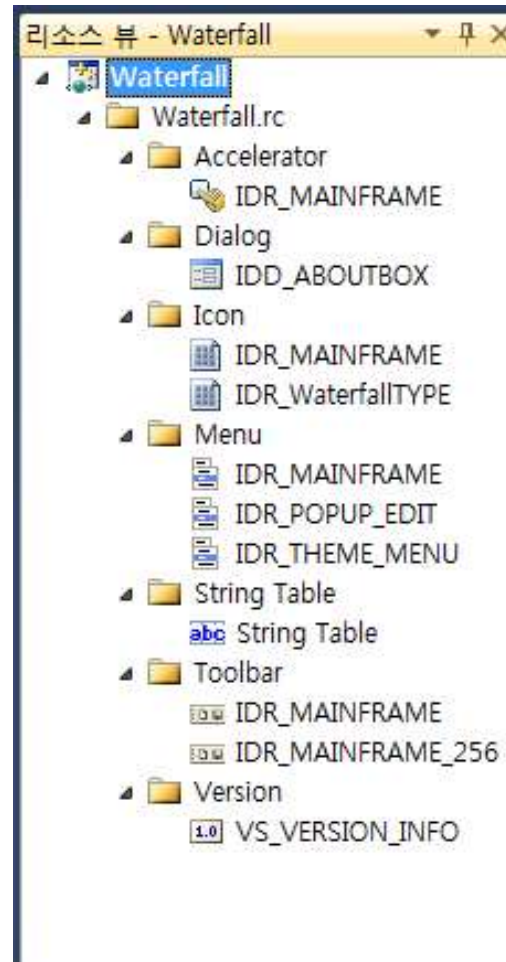 리소스 뷰 - Waterfall
Waterfall
Waterfall.rc
Accelerator
IDR_MAINFRAME
Dialog
IDD_ABOUTBOX
Icon
IDR_MAINFRAME
IDR_WaterfallTYPE
Menu
IDR_MAINFRAME
IDR_POPUP_EDIT
IDR_THEME_MENU
String Table
abc String Table
Toolbar
IDR_MAINFRAME
IDR_MAINFRAME_256
Version
1.0 VS_VERSION_INFO